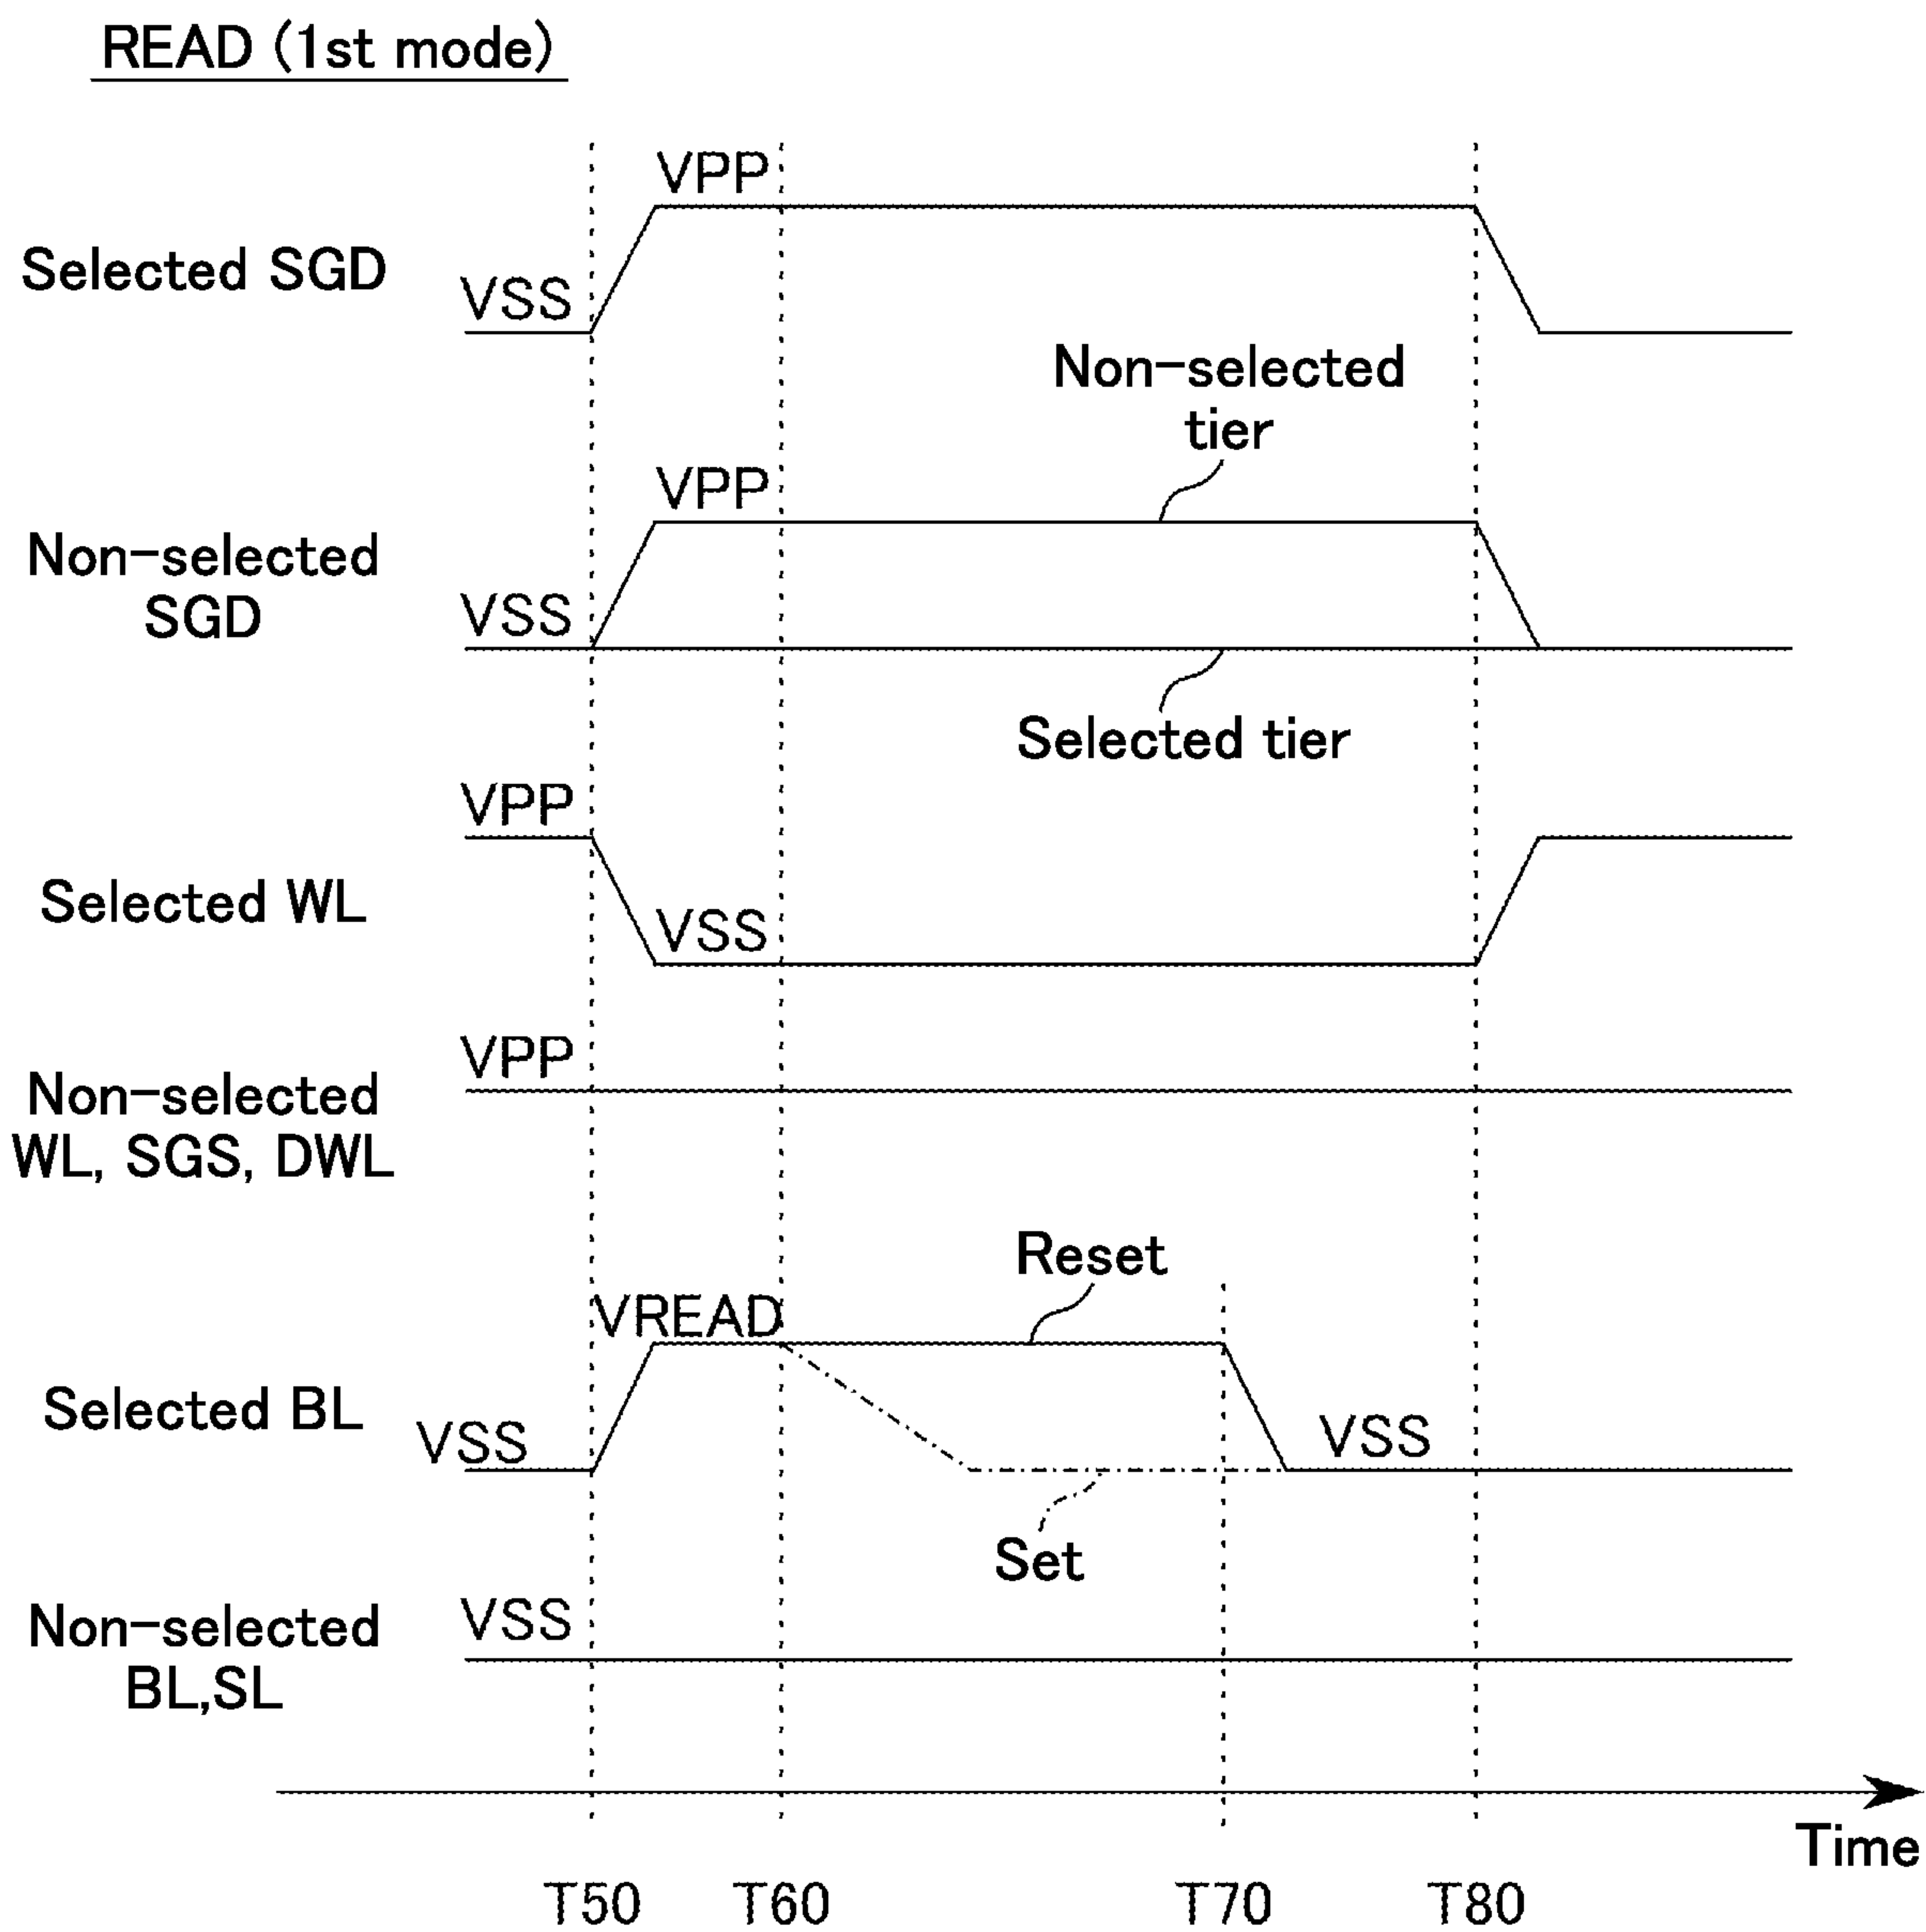 READ (1st mode)
VPP
Selected SGD
VSS
Non-selected
tier
VPP
Non-selected
SGD
VSS
Selected tier
VPP
Selected WL
VSS
VPP
Non-selected
WL, SGS, DWL
Reset
VREAD
Selected BL
VSS
VSS
Set
Non-selected
BL,SL
VSS
Time
T50 T60 T70 T80